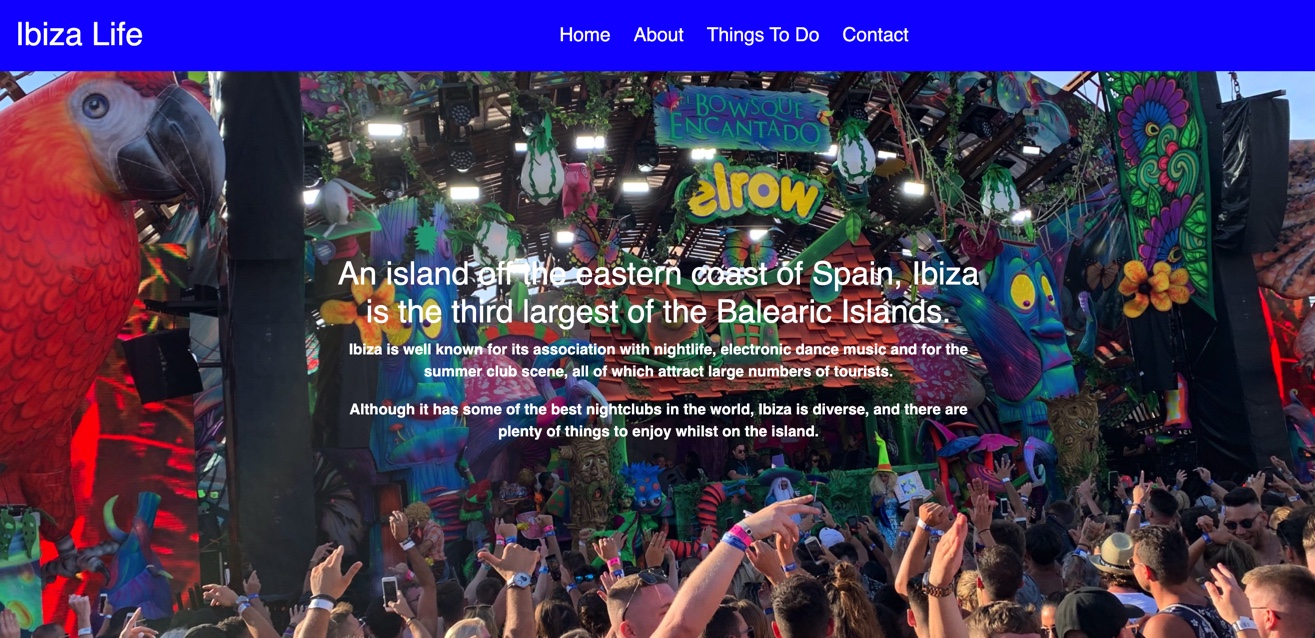 Ibiza Life
Home About Things To Do Contact
BOWSQUE
ENCANTADO
elrow
An island off the eastern coast of Spain, Ibiza
is the third largest of the Balearic Islands.
Ibiza is well known for its association with nightlife, electronic dance music and for the
summer club scene, all of which attract large numbers of tourists.
Although it has some of the best nightclubs in the world, Ibiza is diverse, and there are
plenty of things to enjoy whilst on the island.